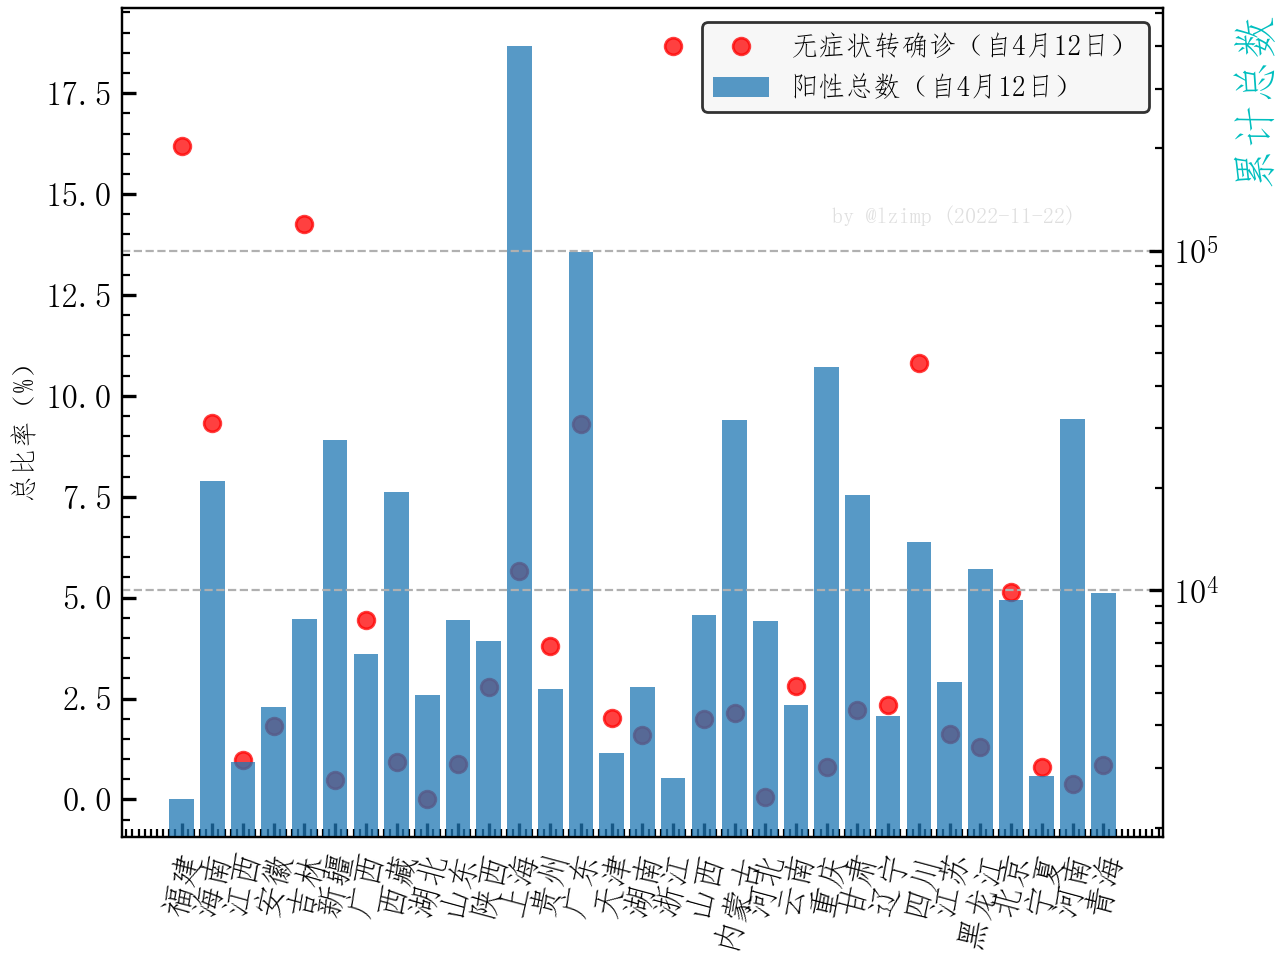 无症状转确诊（自4月12日）
阳性总数（自4月12日）
累计总数
by @lzimp (2022-11-22)
总比率 (%)
17.5
15.0
12.5
10.0
7.5
5.0
2.5
0.0
10⁵
10⁴
福建
海南
江西
安徽
吉林
新疆
广西
西藏
湖北
山东
陕西
上海
贵州
广东
天津
湖南
浙江
山西
内蒙古
河北
云南
重庆
甘肃
辽宁
四川
江苏
黑龙江
北京
宁夏
河南
青海